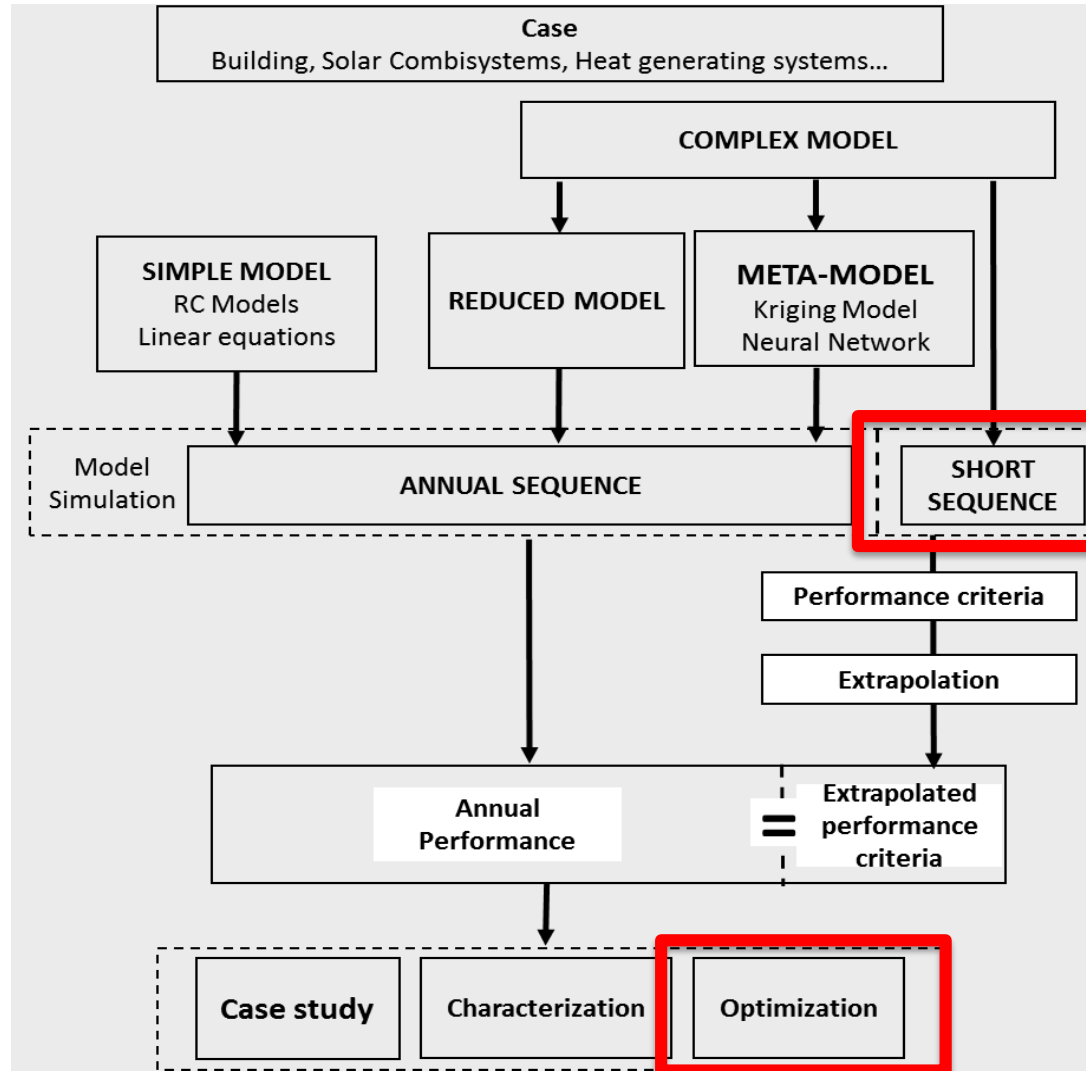 Case
Building, Solar Combisystems, Heat generating systems...
COMPLEX MODEL
SIMPLE MODEL
RC Models
Linear equations
REDUCED MODEL
META-MODEL
Kriging Model
Neural Network
Model
Simulation
ANNUAL SEQUENCE
SHORT
SEQUENCE
Performance criteria
Extrapolation
Annual
Performance
=
Extrapolated
performance
criteria
Case study
Characterization
Optimization